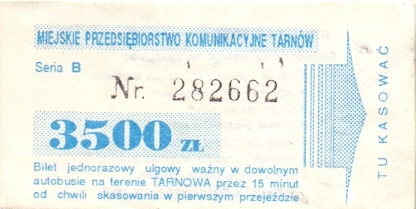 MIEJSKIE PRZEDSIĘBIORSTWO KOMUNIKACYJNE TARNÓW
Seria B
Nr. 282662
3500 ZŁ
Bilet jednorazowy ulgowy ważny w dowolnym
autobusie na terenie TARNOWA przez 15 minut
od chwili skasowania w pierwszym przejeździe
TU KASOWAĆ